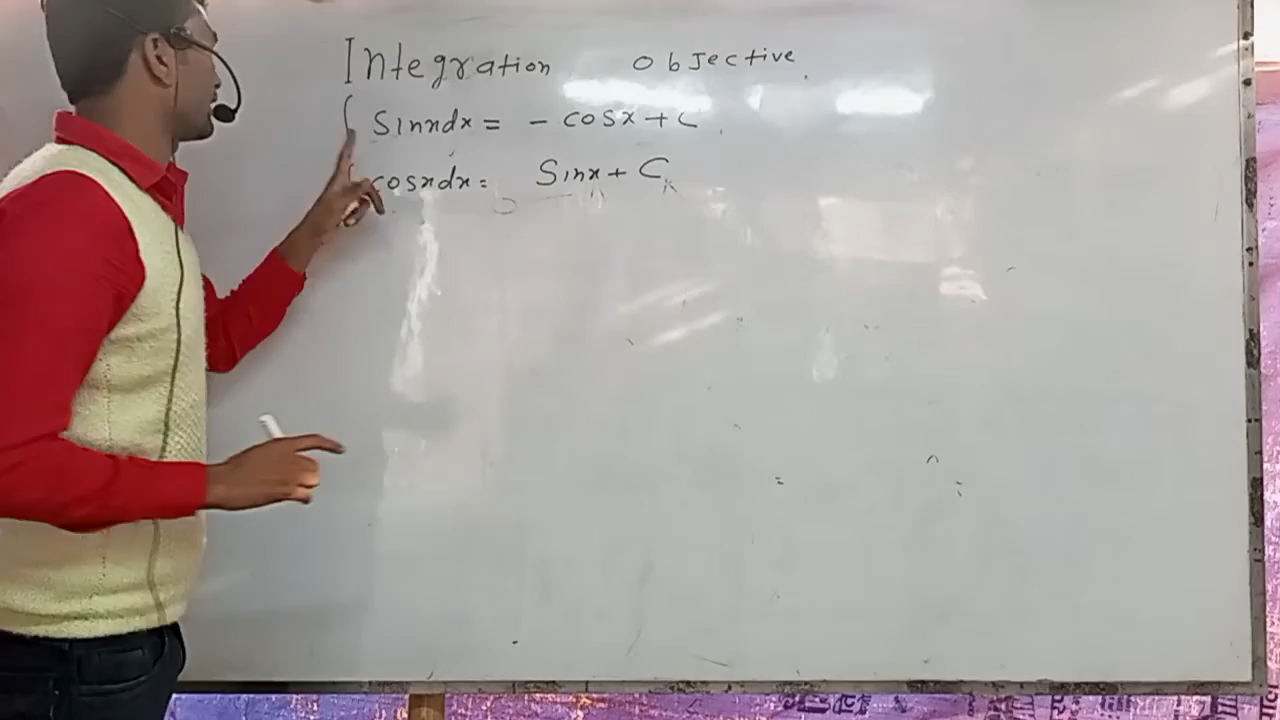 Integration objective
∫ sinxdx = - cosx + c
∫ cosxdx = sinx + C